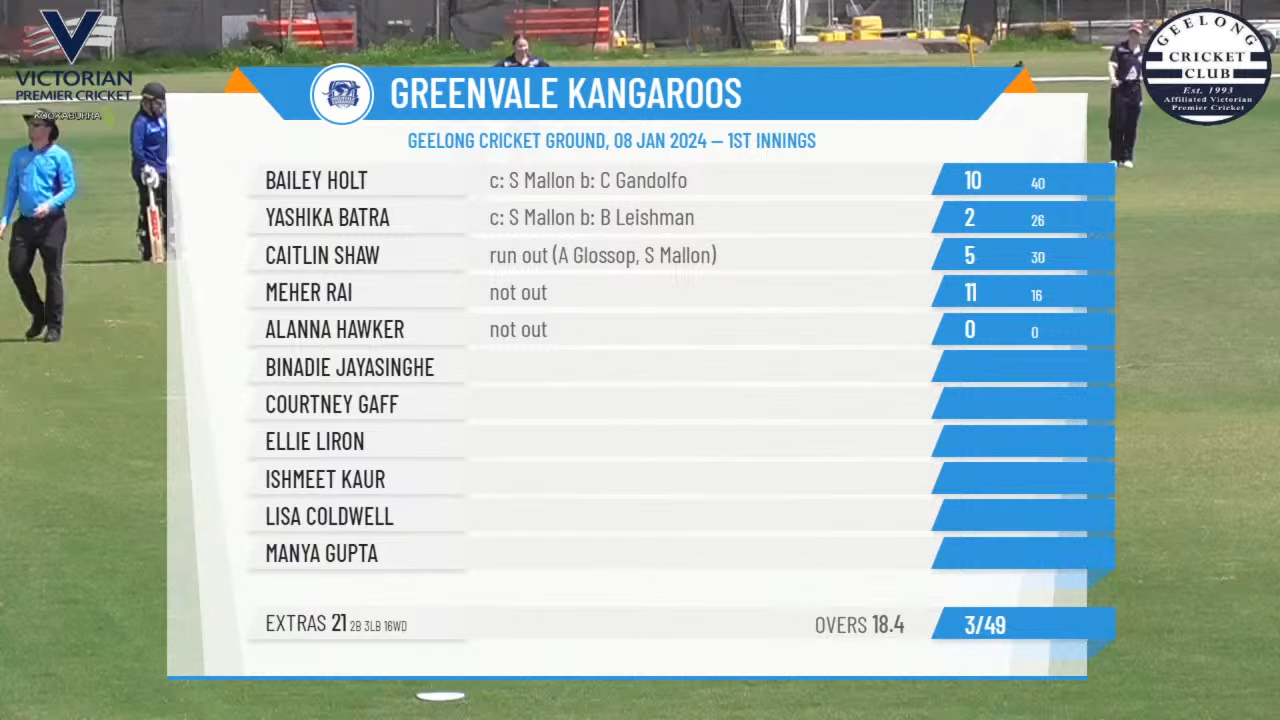 VICTORIAN
PREMIER CRICKET
KOOKABURRA
GEELONG
CRICKET
CLUB
Est. 1993
Affiliated Victorian
Premier Cricket
GREENVALE KANGAROOS
GEELONG CRICKET GROUND, 08 JAN 2024 – 1ST INNINGS
BAILEY HOLT c: S Mallon b: C Gandolfo 10 40
YASHIKA BATRA c: S Mallon b: B Leishman 2 26
CAITLIN SHAW run out (A Glossop, S Mallon) 5 30
MEHER RAI not out 11 16
ALANNA HAWKER not out 0 0
BINADIE JAYASINGHE
COURTNEY GAFF
ELLIE LIRON
ISHMEET KAUR
LISA COLDWELL
MANYA GUPTA
EXTRAS 21 2B 3LB 16WD OVERS 18.4 3/49